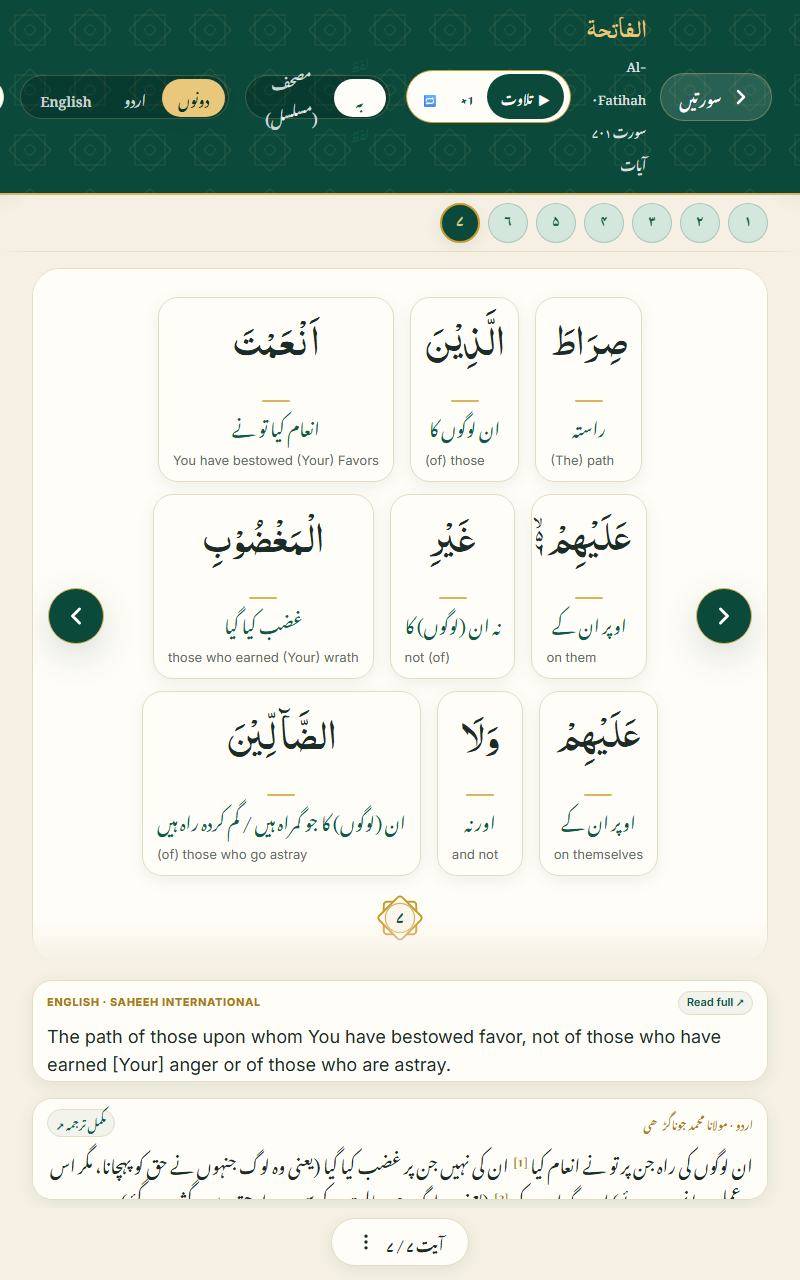 الفاتحة
Al-
Fatihah·
سورت ۷۰۱
آیات
سورتیں
▶ تلاوت
۱×
بہ
مصحف
(مسلسل)
دونوں
اردو
English
۱ ۲ ۳ ۴ ۵ ۶ ۷
صِرَاطَ الَّذِيْنَ اَنْعَمْتَ
راستہ ان لوگوں کا انعام کیا تو نے
(The) path (of) those You have bestowed (Your) Favors
عَلَيْهِمْ ۙ۬ۦ غَيْرِ الْمَغْضُوْبِ
اوپر ان کے نہ ان (لوگوں) کا غضب کیا گیا
on them not (of) those who earned (Your) wrath
عَلَيْهِمْ وَلَا الضَّآلِّيْنَ
اوپر ان کے اور نہ ان (لوگوں) کا جو گمراہ ہیں / گم کردہ راہ ہیں
on themselves and not (of) those who go astray
۷
ENGLISH · SAHEEH INTERNATIONAL
Read full ↗
The path of those upon whom You have bestowed favor, not of those who have
earned [Your] anger or of those who are astray.
اردو · مولانا محمد جوناگڑھی
مکمل ترجمہ ↗
ان لوگوں کی راہ جن پر تو نے انعام کیا [1] ان کی نہیں جن پر غضب کیا گیا (یعنی وہ لوگ جنہوں نے حق کو پہچانا، مگر اس
آیت ۷ / ۷